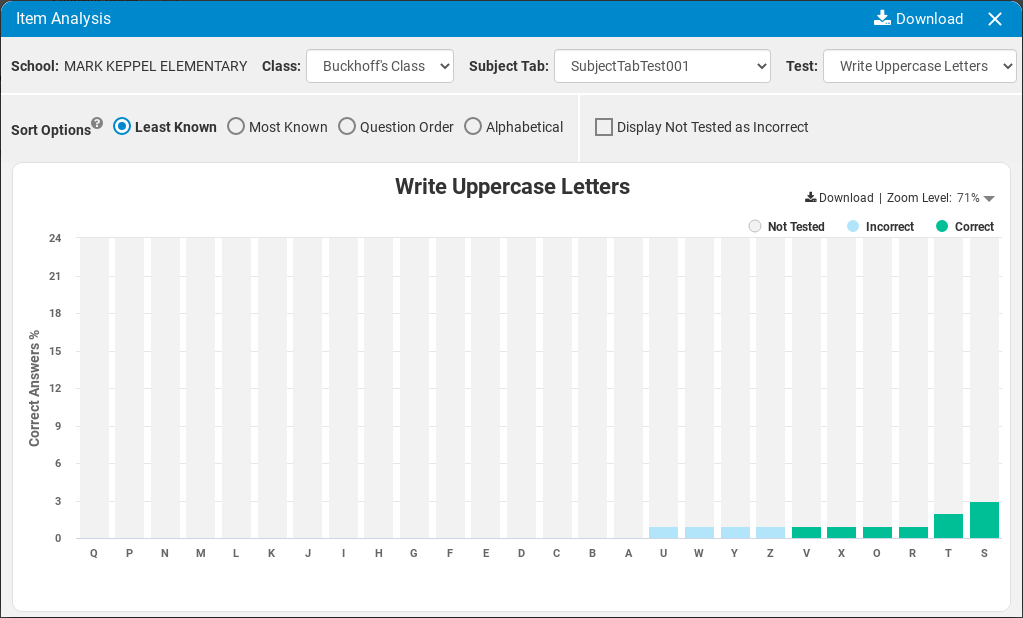 Item Analysis Download
School: MARK KEPPEL ELEMENTARY Class: Buckhoff's Class Subject Tab: SubjectTabTest001 Test: Write Uppercase Letters
Sort Options ? Least Known Most Known Question Order Alphabetical Display Not Tested as Incorrect
Write Uppercase Letters
Download | Zoom Level: 71%
Not Tested Incorrect Correct
Correct Answers %
24
21
18
15
12
9
6
3
0
Q P N M L K J I H G F E D C B A U W Y Z V X O R T S